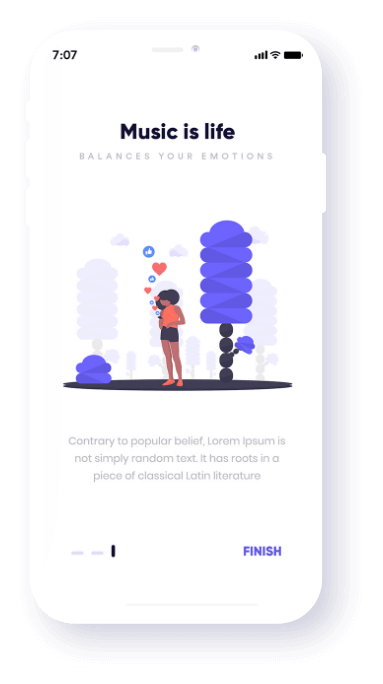 7:07
Music is life
BALANCES YOUR EMOTIONS
Contrary to popular belief, Lorem Ipsum is
not simply random text. It has roots in a
piece of classical Latin literature
FINISH